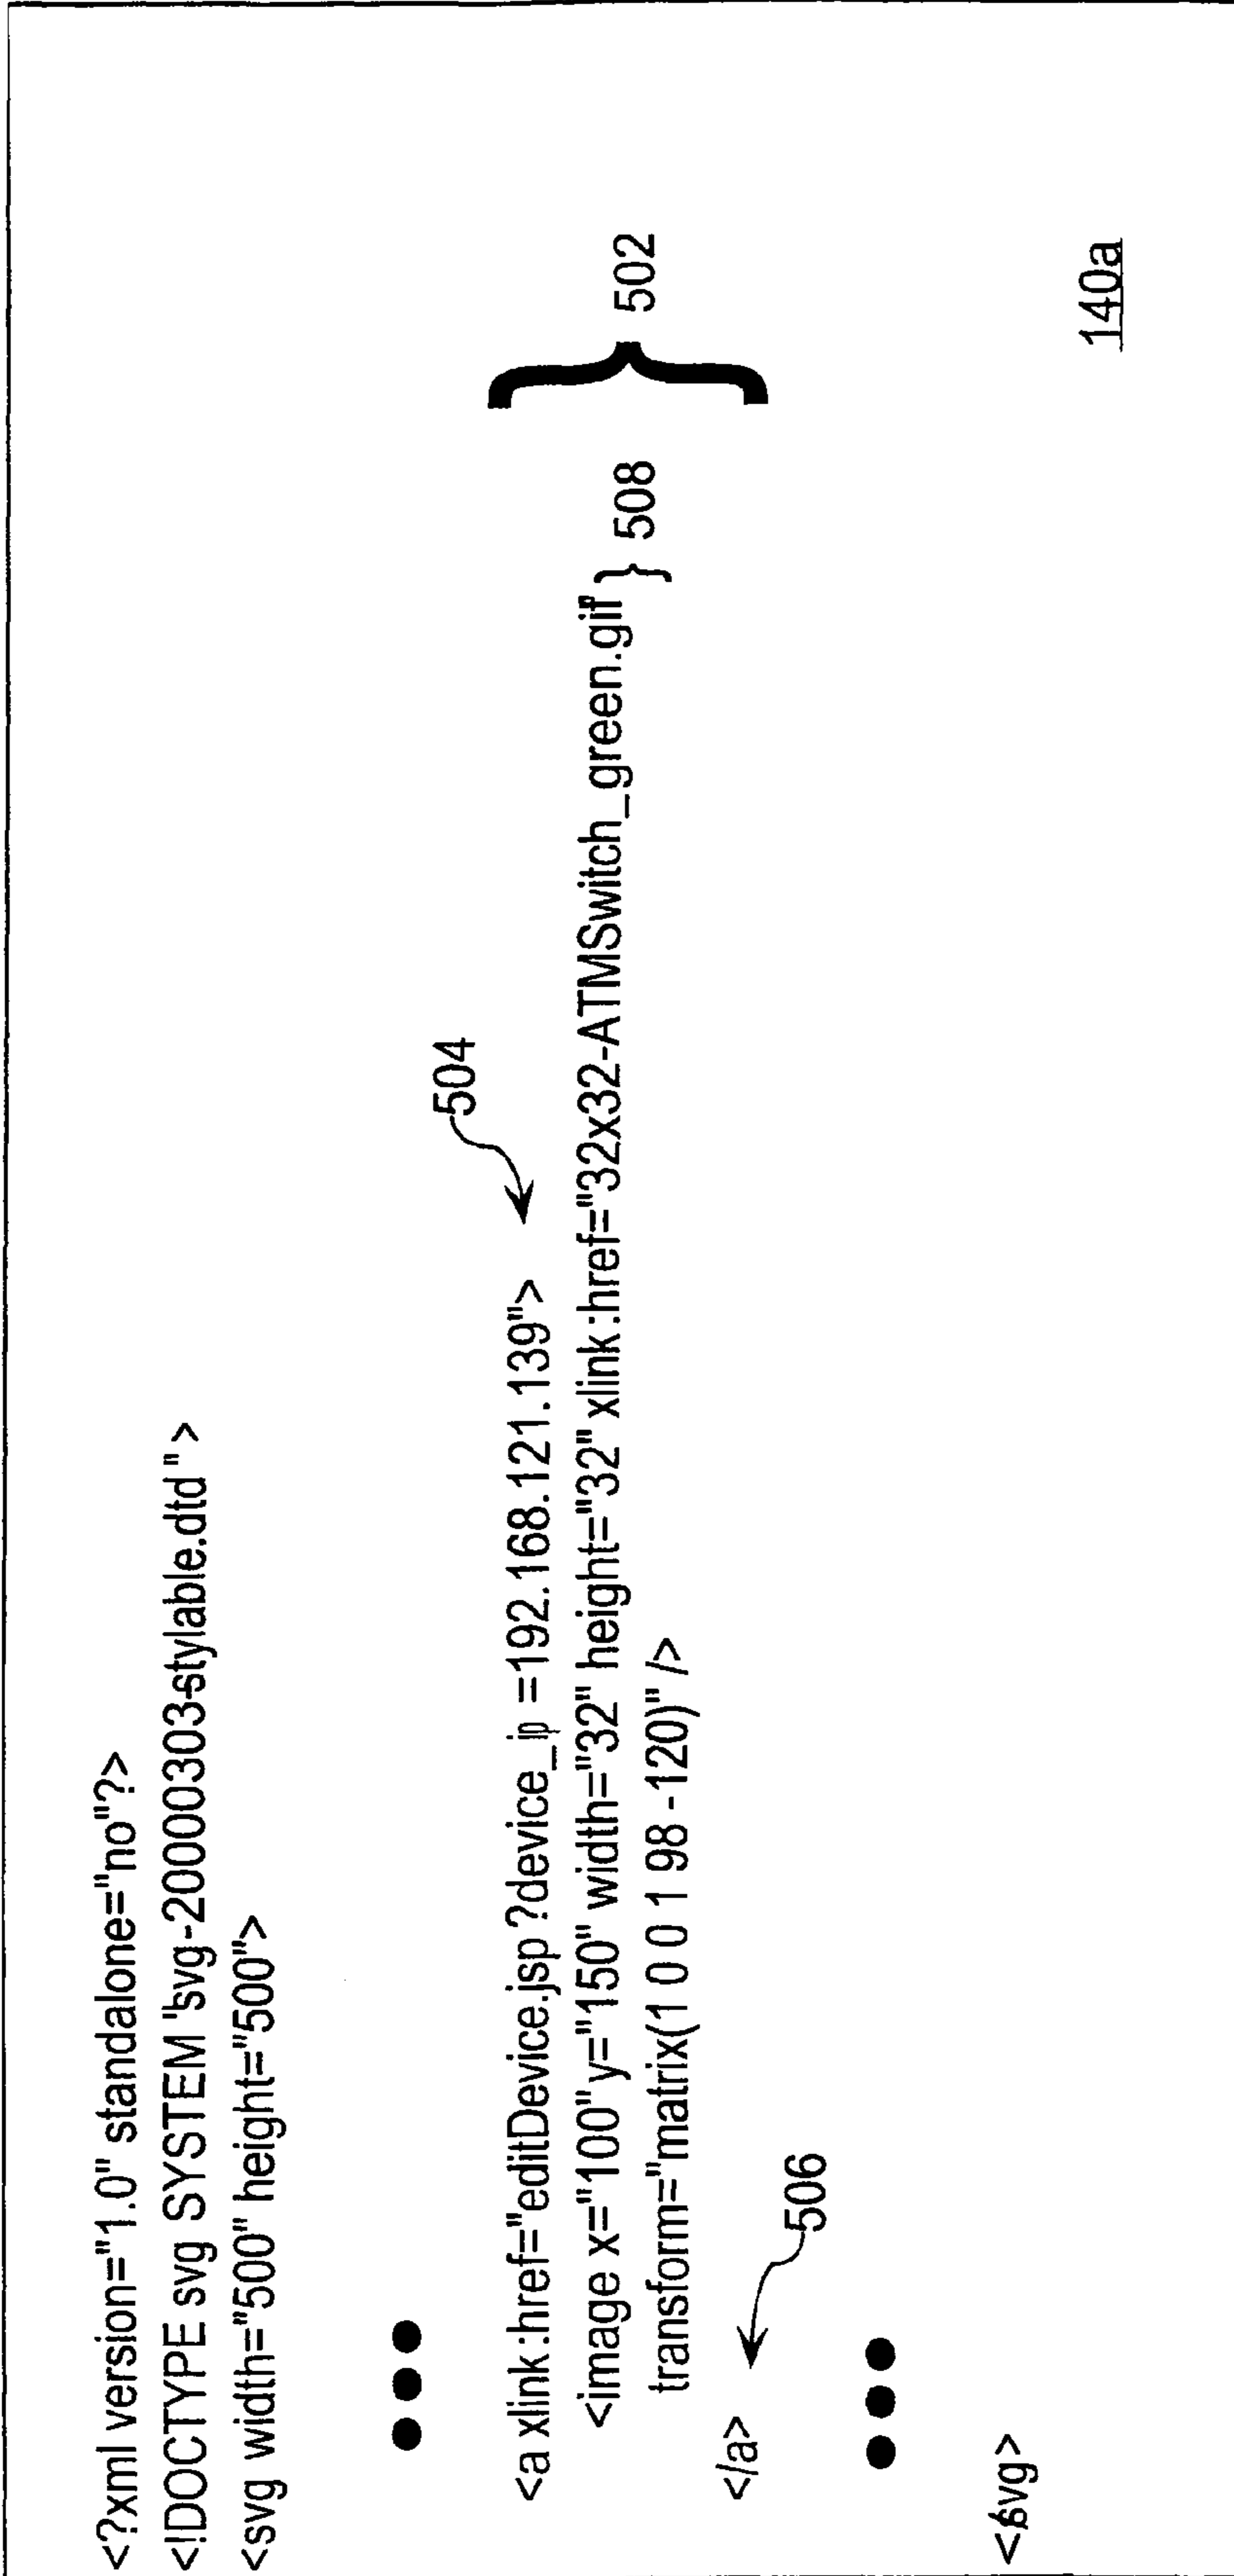 <?xml version="1.0" standalone="no"?>
<!DOCTYPE svg SYSTEM "svg-20000303-stylable.dtd">
<svg width="500" height="500">
504
<a xlink:href="editDevice.jsp?device_ip=192.168.121.139">
<image x="100" y="150" width="32" height="32" xlink:href="32x32-ATMSwitch_green.gif"
508
502
transform="matrix(1 0 0 1 98 -120)" />
</a>
506
</svg>
140a